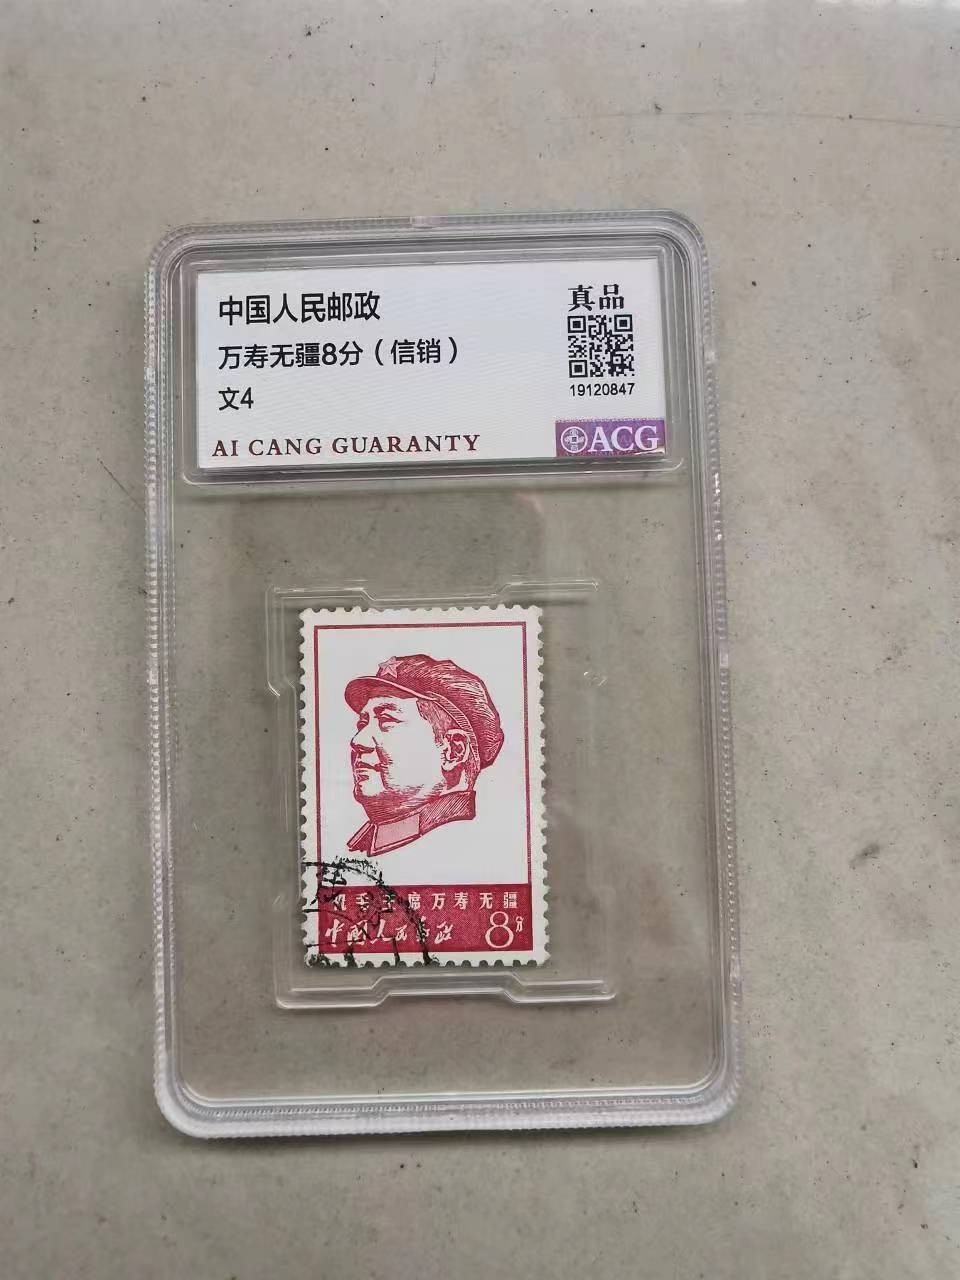 中国人民邮政
万寿无疆8分（信销）
文4
AI CANG GUARANTY
真品
19120847
ACG
席万寿无疆
中国人民邮政
8分